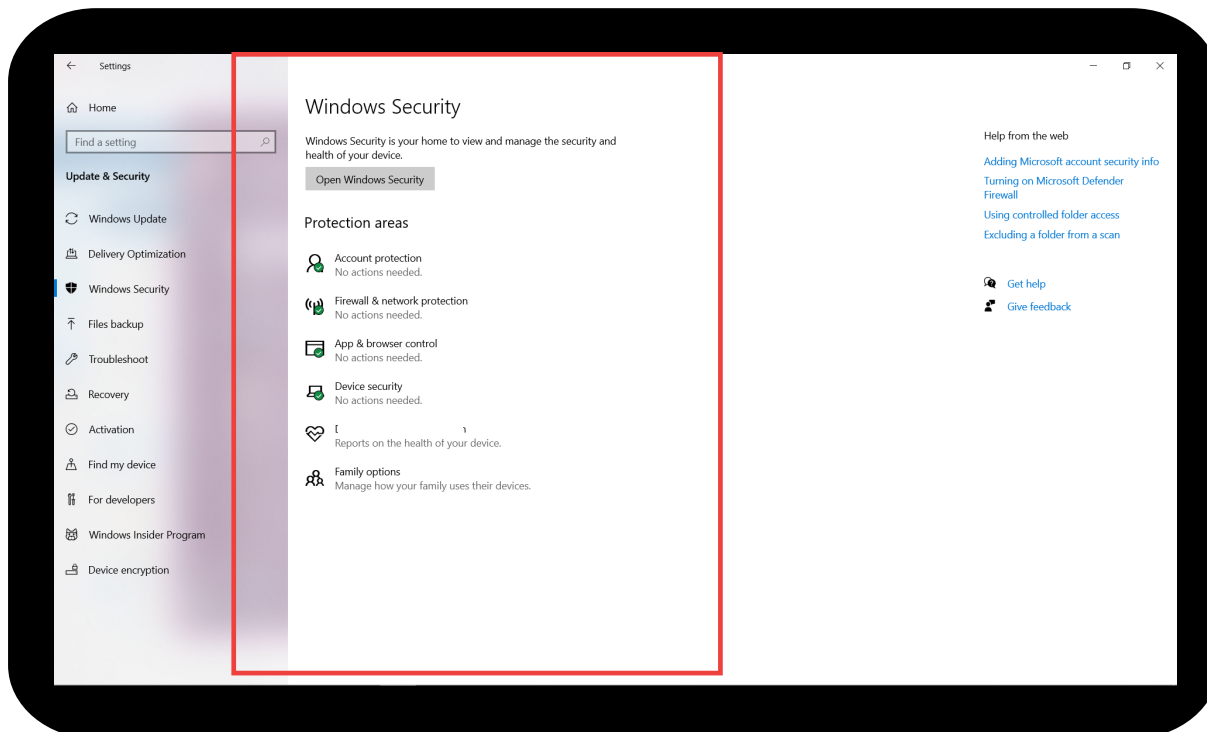 Settings
Home
Find a setting
Update & Security
Windows Update
Delivery Optimization
Windows Security
Files backup
Troubleshoot
Recovery
Activation
Find my device
For developers
Windows Insider Program
Device encryption
Windows Security
Windows Security is your home to view and manage the security and
health of your device.
Open Windows Security
Protection areas
Account protection
No actions needed.
Firewall & network protection
No actions needed.
App & browser control
No actions needed.
Device security
No actions needed.
Reports on the health of your device.
Family options
Manage how your family uses their devices.
Help from the web
Adding Microsoft account security info
Turning on Microsoft Defender
Firewall
Using controlled folder access
Excluding a folder from a scan
Get help
Give feedback